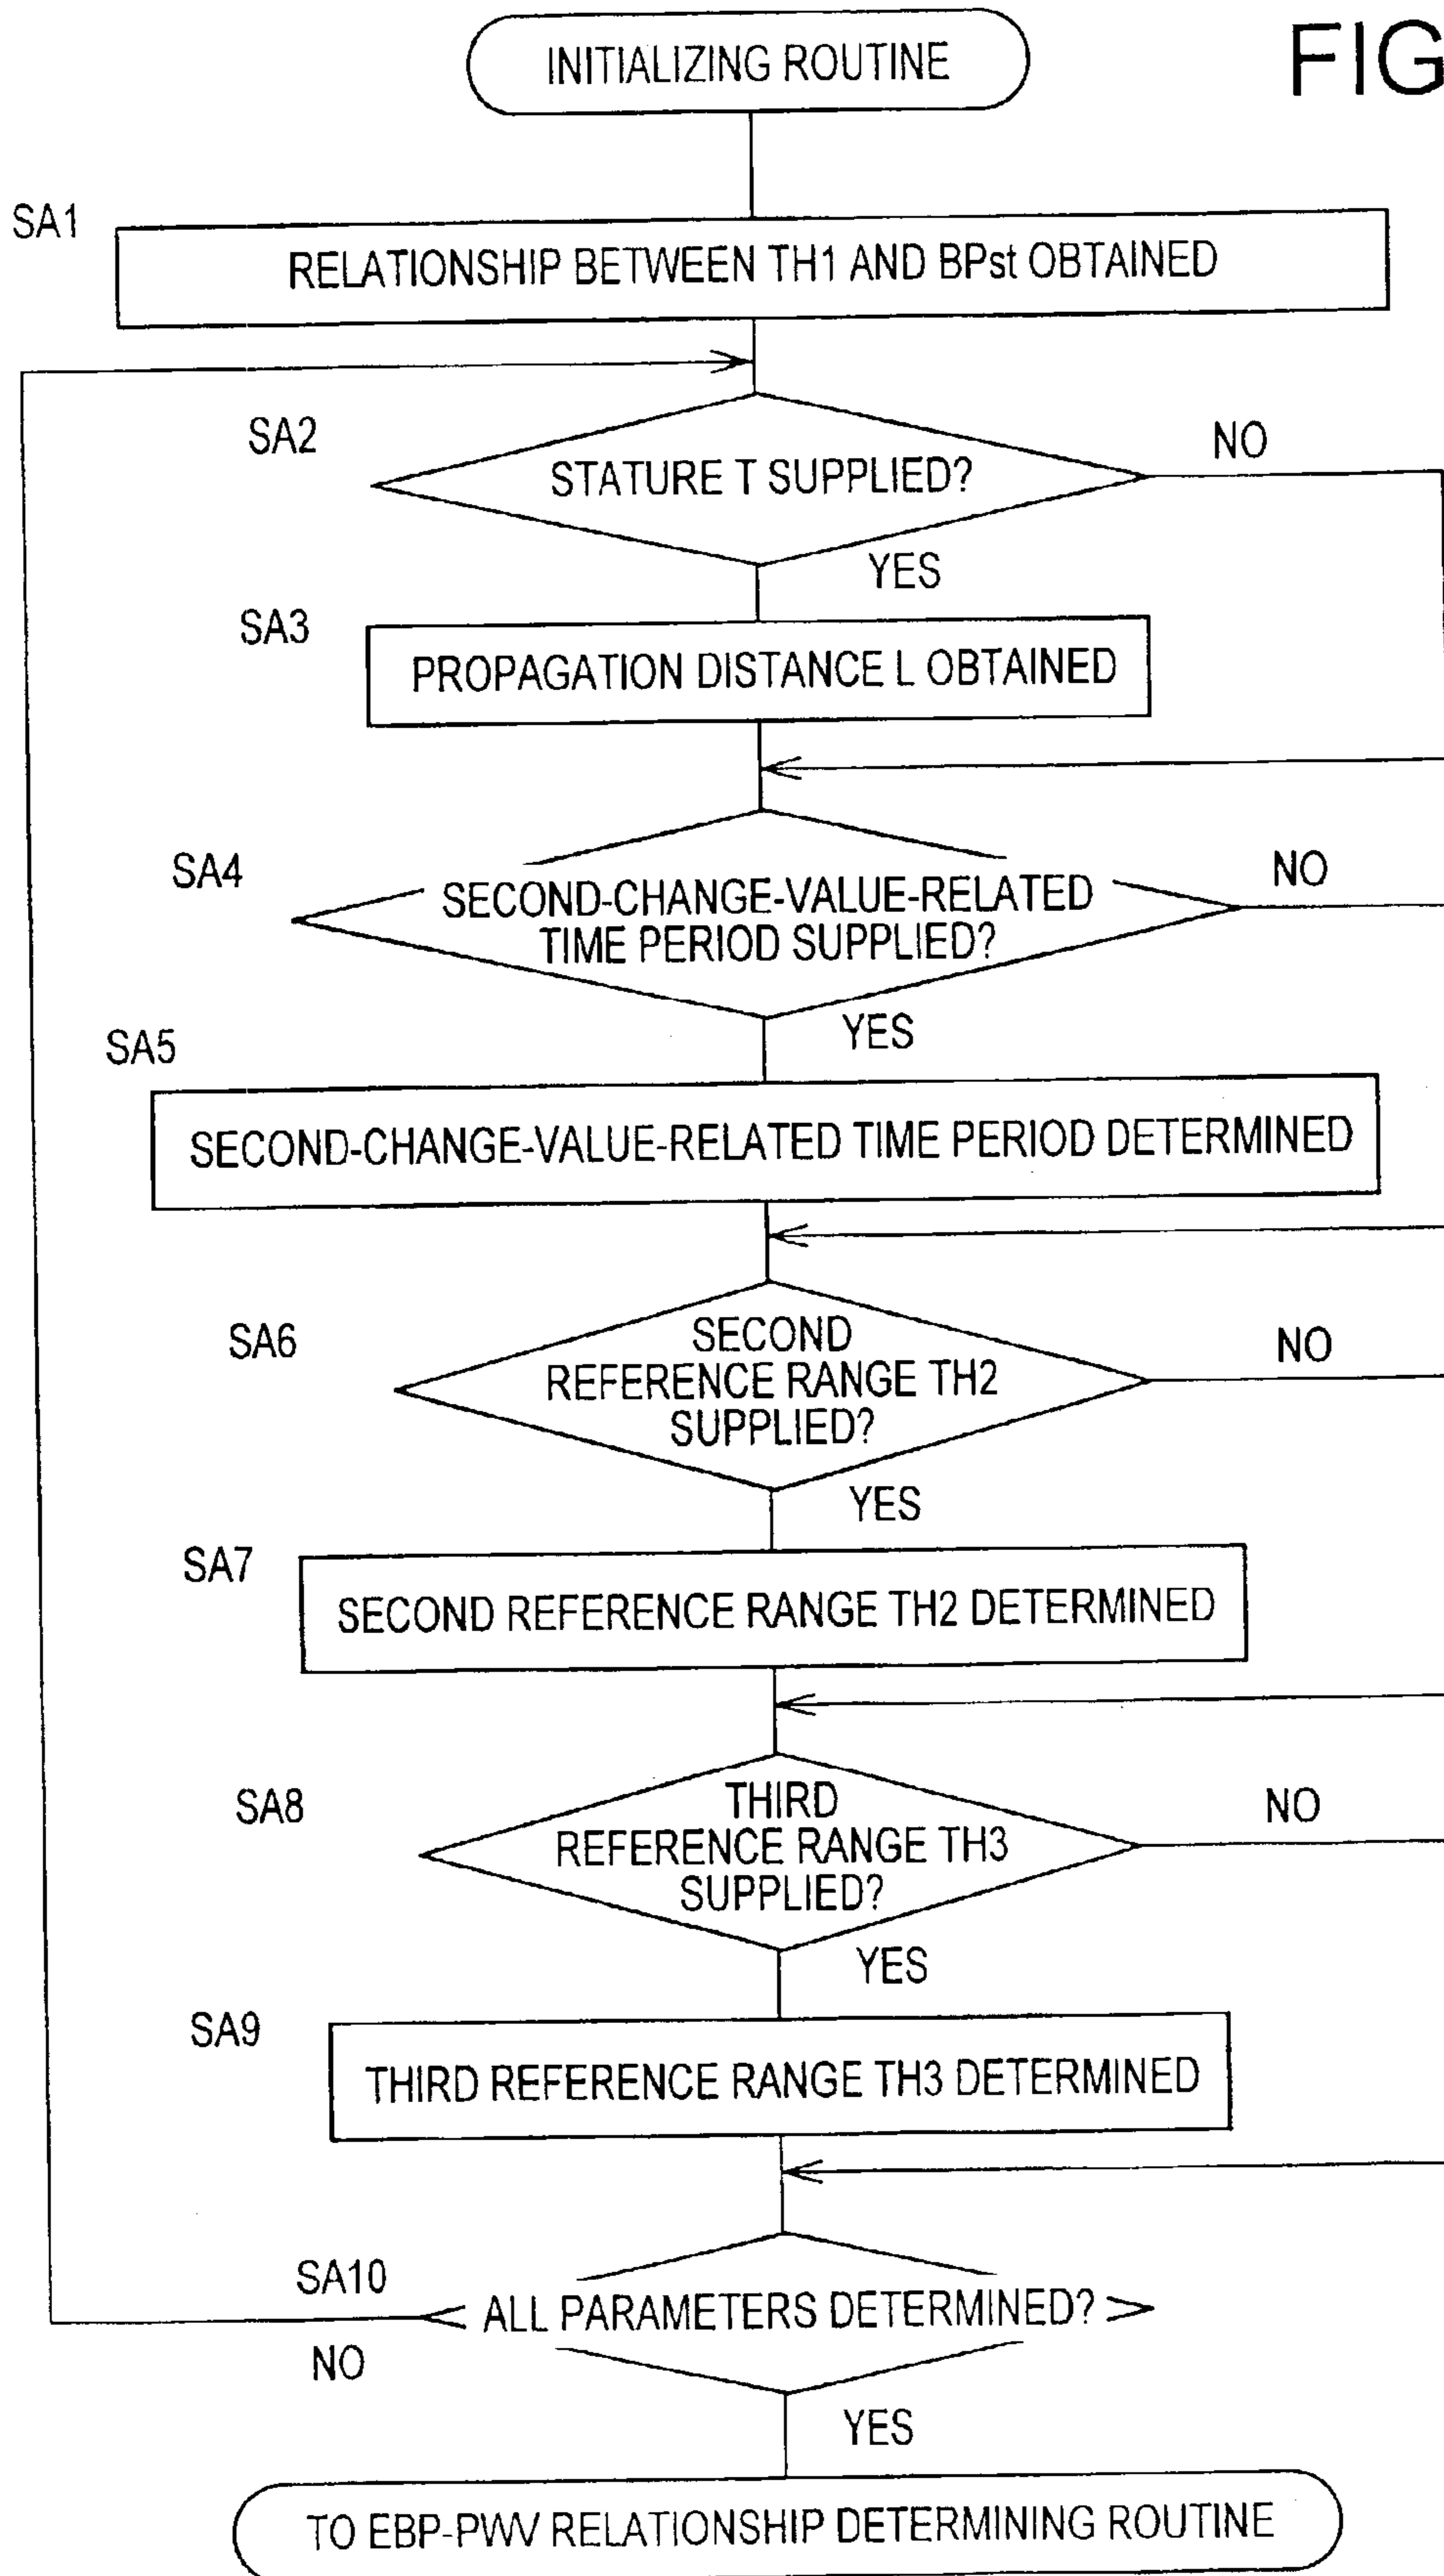 INITIALIZING ROUTINE
FIG
SA1
RELATIONSHIP BETWEEN TH1 AND BPst OBTAINED
SA2
STATURE T SUPPLIED?
NO
YES
SA3
PROPAGATION DISTANCE L OBTAINED
SA4
SECOND-CHANGE-VALUE-RELATED
TIME PERIOD SUPPLIED?
NO
YES
SA5
SECOND-CHANGE-VALUE-RELATED TIME PERIOD DETERMINED
SA6
SECOND
REFERENCE RANGE TH2
SUPPLIED?
NO
YES
SA7
SECOND REFERENCE RANGE TH2 DETERMINED
SA8
THIRD
REFERENCE RANGE TH3
SUPPLIED?
NO
YES
SA9
THIRD REFERENCE RANGE TH3 DETERMINED
SA10
ALL PARAMETERS DETERMINED?
NO
YES
TO EBP-PWV RELATIONSHIP DETERMINING ROUTINE